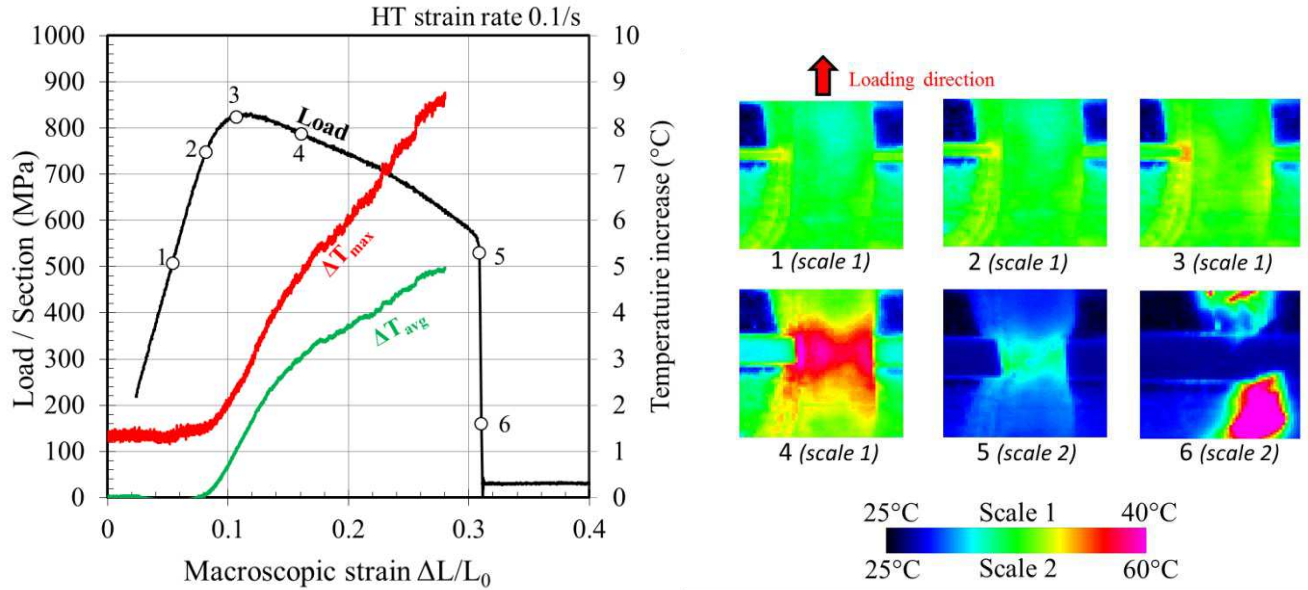 HT strain rate 0.1/s
1000
900
800
700
600
500
400
300
200
100
0
Load / Section (MPa)
10
9
8
7
6
5
4
3
2
1
0
Temperatuire increase (°C)
0 0.1 0.2 0.3 0.4
Macroscopic strain ΔL/L0
1
2
3
Load
4
5
6
ΔTmax
ΔTavg
Loading direction
1 (scale 1) 2 (scale 1) 3 (scale 1)
4 (scale 1) 5 (scale 2) 6 (scale 2)
25°C Scale 1 40°C
25°C Scale 2 60°C